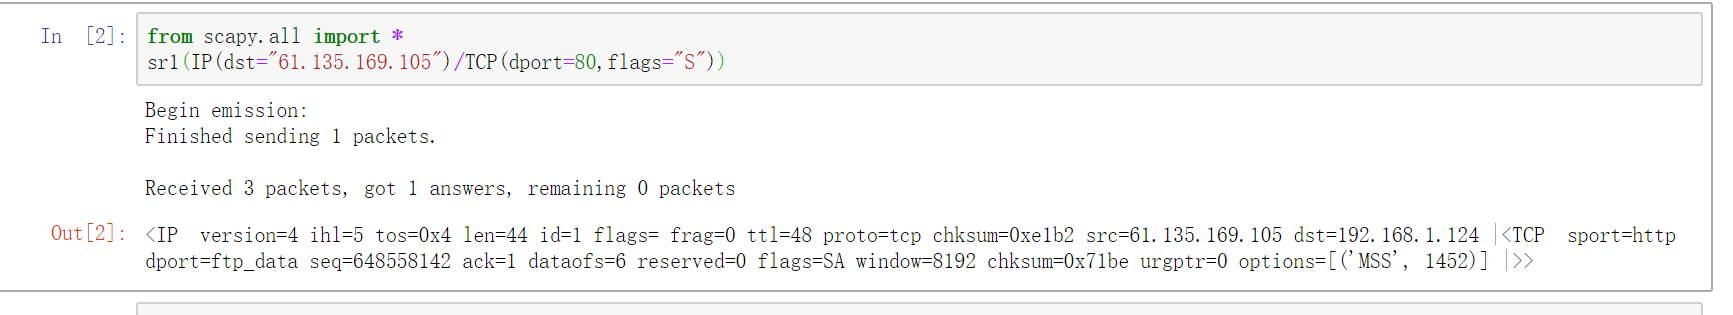 In [2]: from scapy.all import *
sr1(IP(dst="61.135.169.105")/TCP(dport=80,flags="S"))
Begin emission:
Finished sending 1 packets.
Received 3 packets, got 1 answers, remaining 0 packets
Out[2]: <IP  version=4 ihl=5 tos=0x4 len=44 id=1 flags= frag=0 ttl=48 proto=tcp chksum=0xe1b2 src=61.135.169.105 dst=192.168.1.124 |<TCP  sport=http
dport=ftp_data seq=648558142 ack=1 dataofs=6 reserved=0 flags=SA window=8192 chksum=0x71be urgptr=0 options=[('MSS', 1452)] |>>